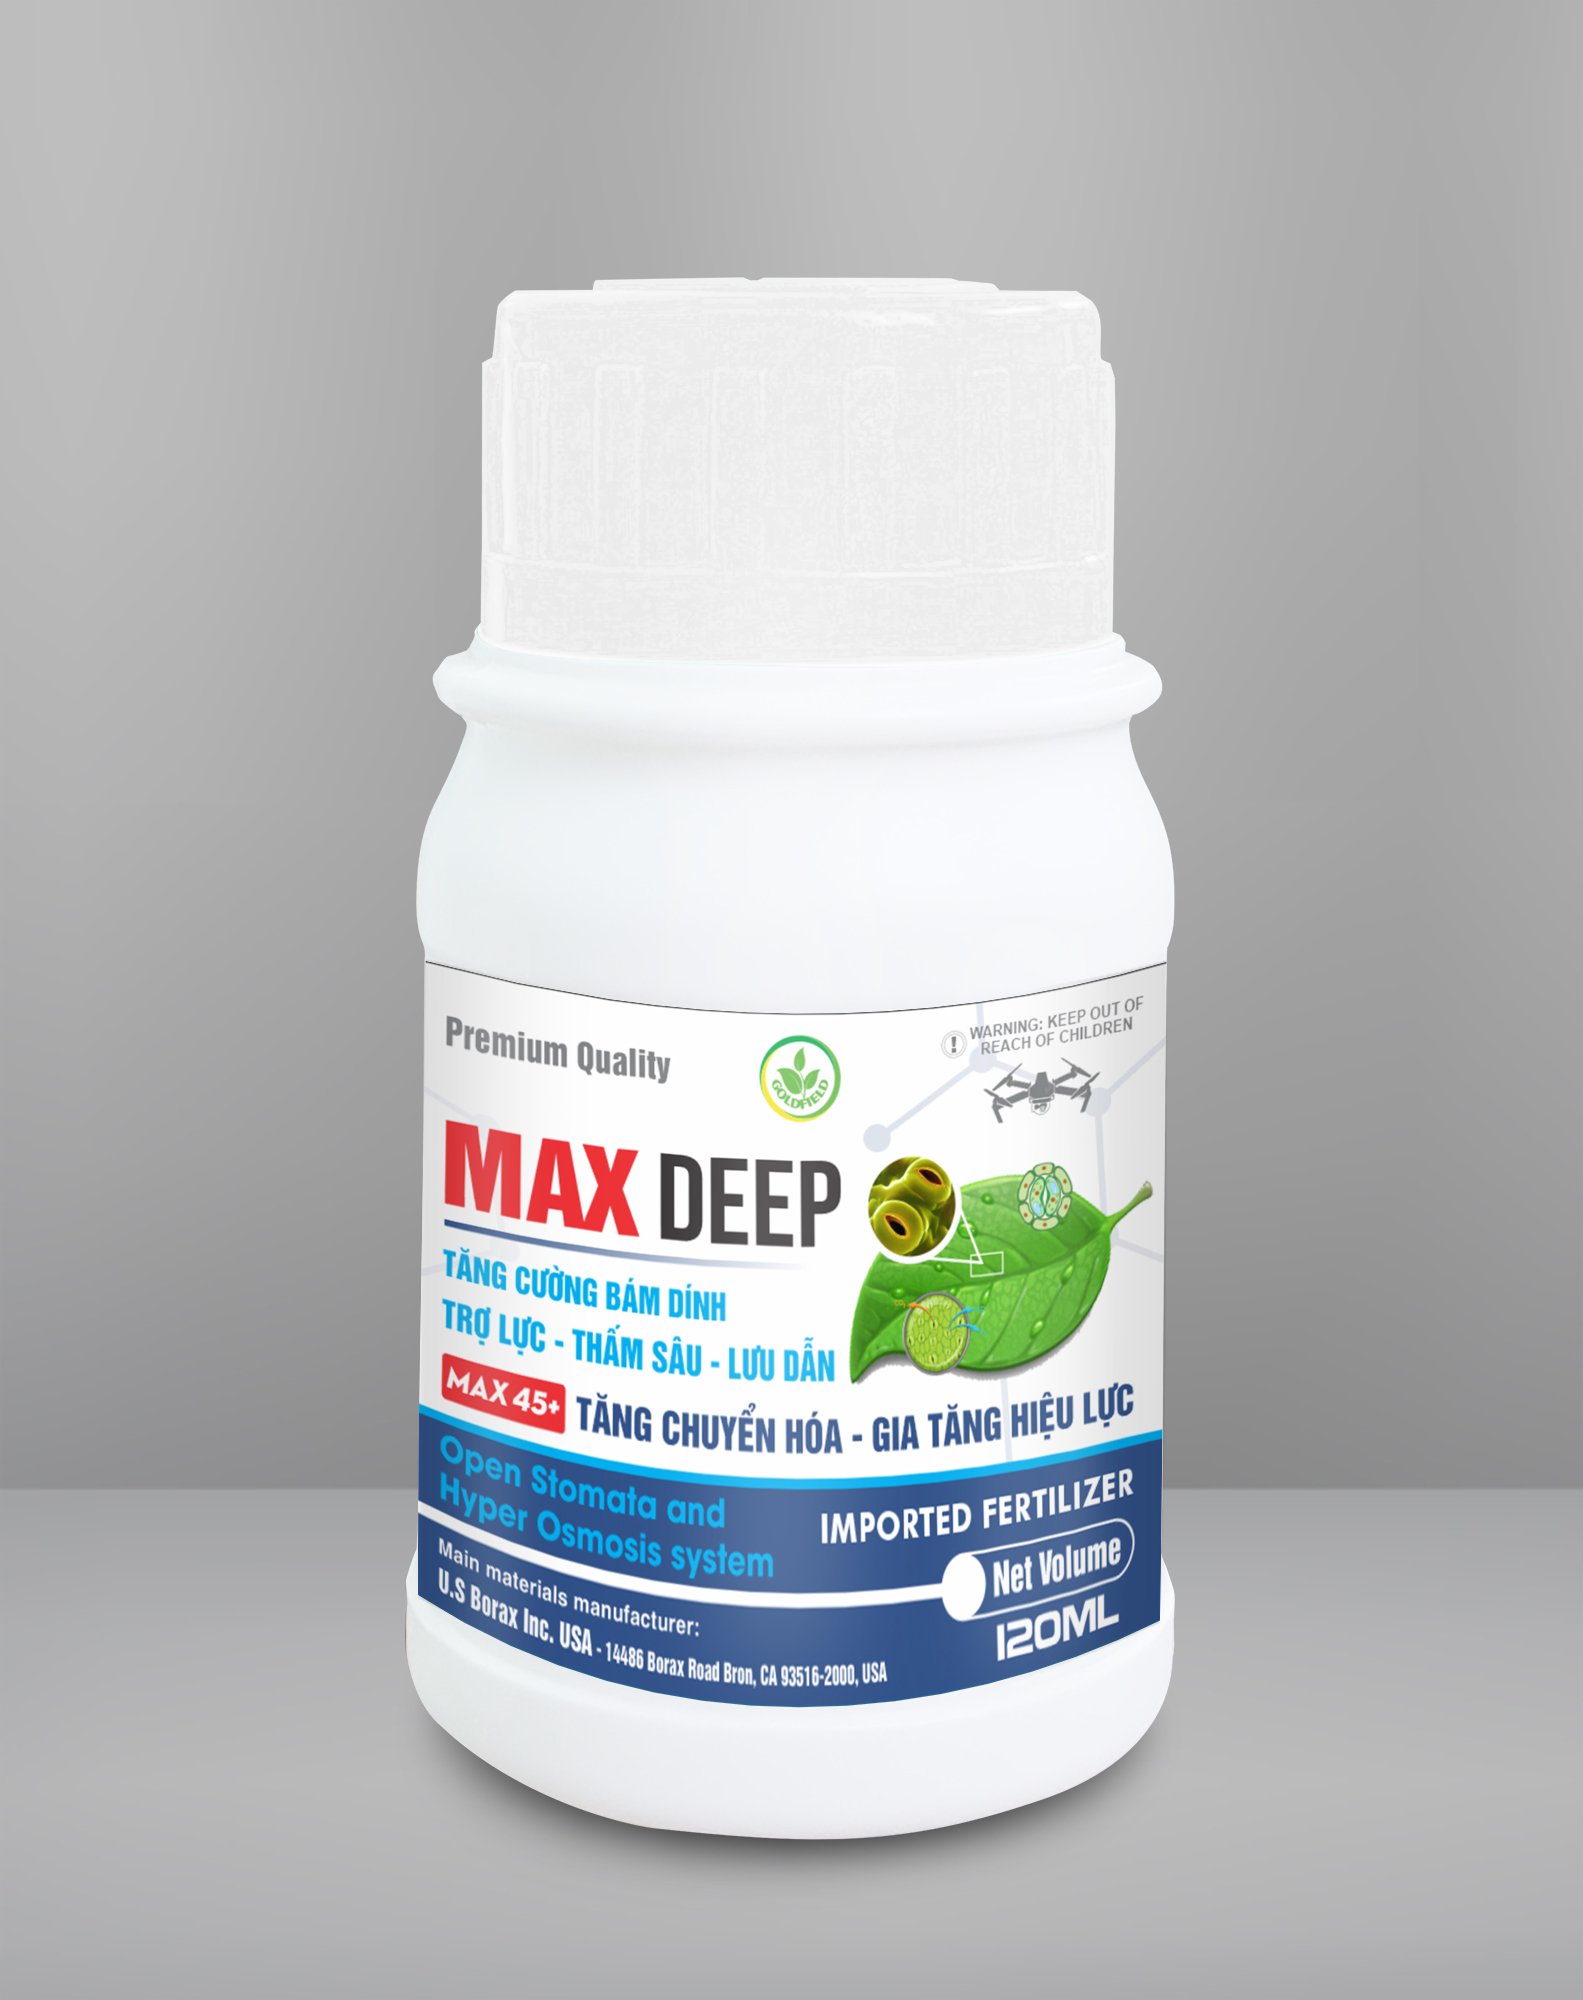 Premium Quality
GOLDFIELD
! WARNING: KEEP OUT OF
REACH OF CHILDREN
MAX DEEP
TĂNG CƯỜNG BÁM DÍNH
TRỢ LỰC - THẤM SÂU - LƯU DẪN
MAX 45+ TĂNG CHUYỂN HÓA - GIA TĂNG HIỆU LỰC
Open Stomata and
Hyper Osmosis system
IMPORTED FERTILIZER
Net Volume
120ML
Main materials manufacturer:
U.S Borax Inc. USA - 14486 Borax Road Bron, CA 93516-2000, USA